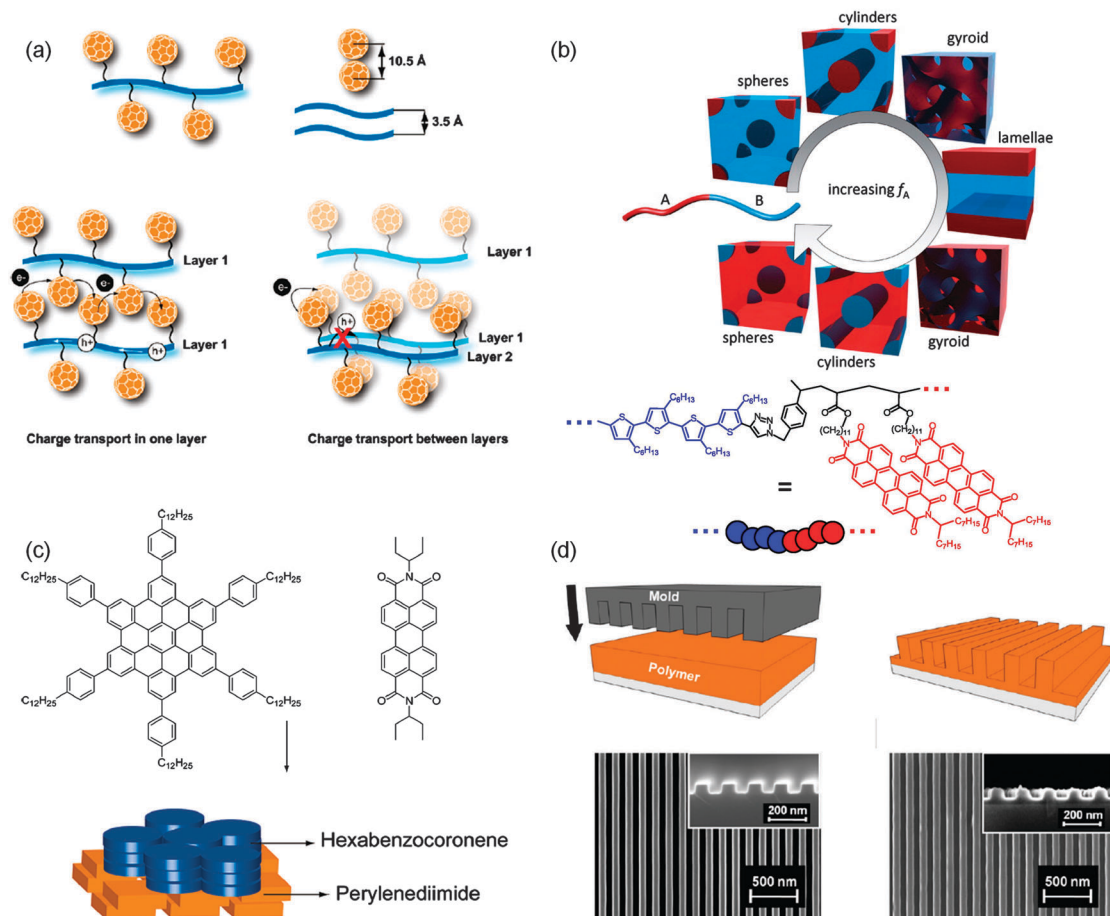 (a)
10.5 Å
3.5 Å
Layer 1
e-
e-
Layer 1
h+
h+
Charge transport in one layer
Layer 1
e-
h+
Layer 1
Layer 2
Charge transport between layers
(b)
cylinders
gyroid
spheres
lamellae
increasing fA
A
B
spheres
cylinders
gyroid
C6H13
C6H13
S
S
S
S
C6H13
C6H13
N=N
N
O
O
O
O
(CH2)11
(CH2)11
O
N
O
O
N
O
O
N
O
O
N
O
C7H15
C7H15
C7H15
C7H15
=
(c)
C12H25
C12H25
C12H25
C12H25
C12H25
C12H25
O
N
O
O
N
O
Hexabenzocoronene
Perylenediimide
(d)
Mold
Polymer
200 nm
500 nm
200 nm
500 nm